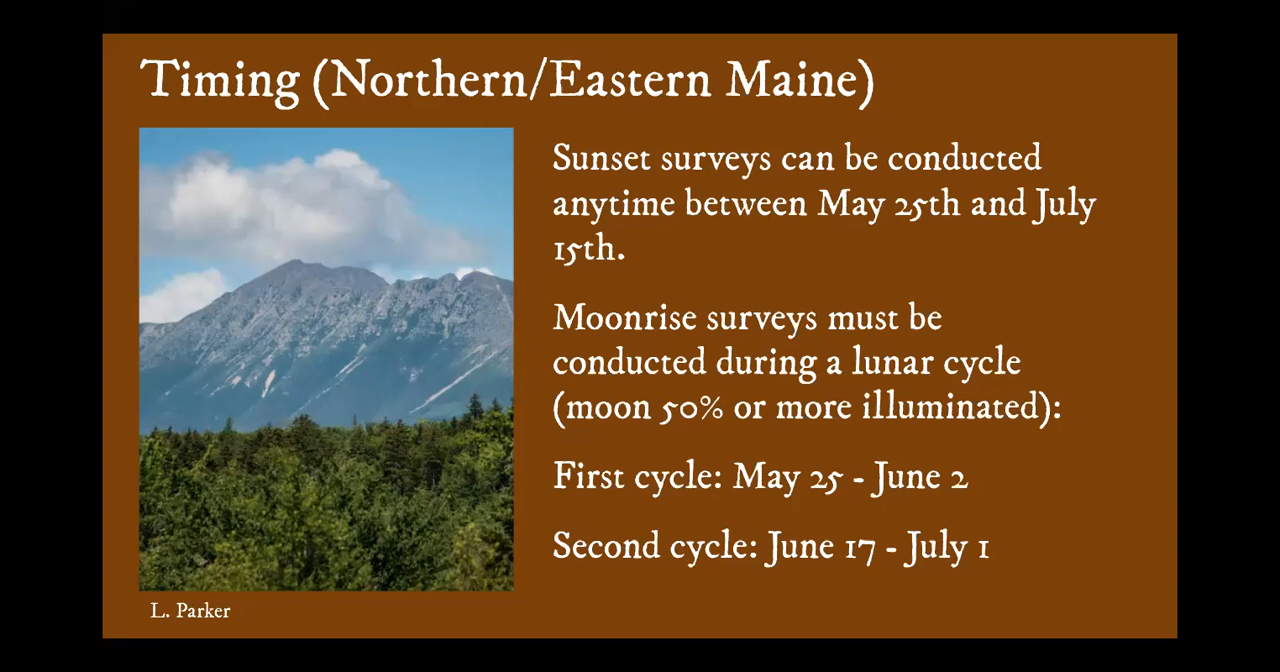 Timing (Northern/Eastern Maine)
Sunset surveys can be conducted
anytime between May 25th and July
15th.
Moonrise surveys must be
conducted during a lunar cycle
(moon 50% or more illuminated):
First cycle: May 25 - June 2
Second cycle: June 17 - July 1
L. Parker